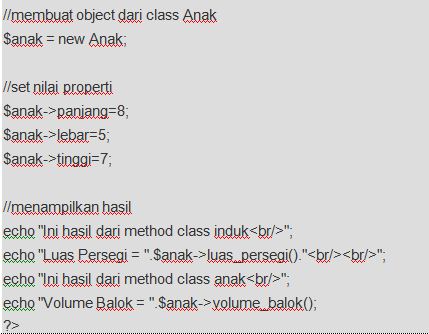 //membuat object dari class Anak
$anak = new Anak;
//set nilai properti
$anak->panjang=8;
$anak->lebar=5;
$anak->tinggi=7;
//menampilkan hasil
echo "Ini hasil dari method class induk<br/>";
echo "Luas Persegi = ".$anak->luas_persegi()."<br/><br/>";
echo "Ini hasil dari method class anak<br/>";
echo "Volume Balok = ".$anak->volume_balok();
?>